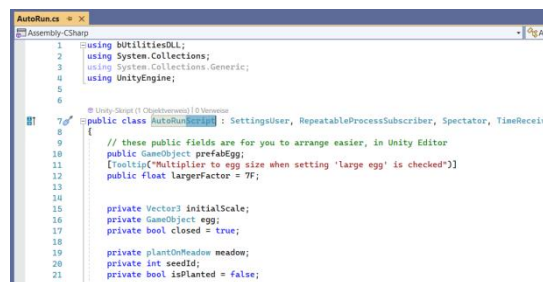 AutoRun.cs
Assembly-CSharp
1 using bUtilitiesDLL;
2 using System.Collections;
3 using System.Collections.Generic;
4 using UnityEngine;
5
6
Unity-Skript (1 Objektverweis) | 0 Verweise
7 public class AutoRunScript : SettingsUser, RepeatableProcessSubscriber, Spectator, TimeRecei
8 {
9 // these public fields are for you to arrange easier, in Unity Editor
10 public GameObject prefabEgg;
11 [Tooltip("Multiplier to egg size when setting 'large egg' is checked")]
12 public float largerFactor = 7F;
13
14
15 private Vector3 initialScale;
16 private GameObject egg;
17 private bool closed = true;
18
19 private plantOnMeadow meadow;
20 private int seedId;
21 private bool isPlanted = false;